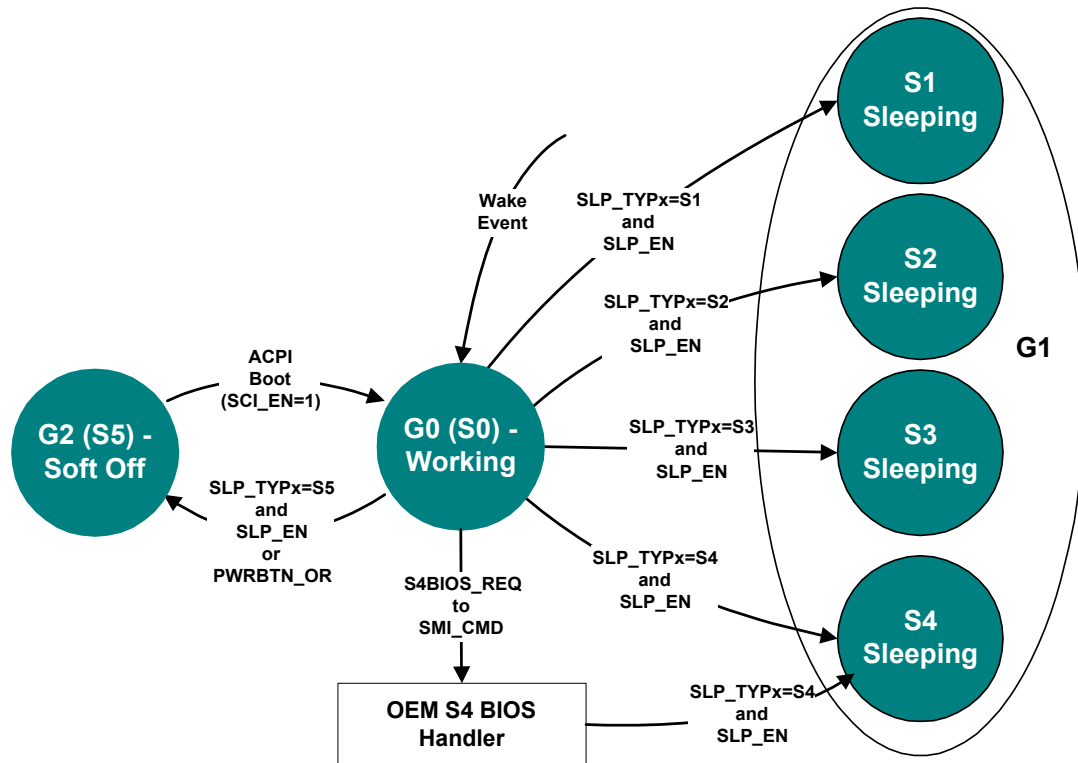 S1
Sleeping
Wake
Event
SLP_TYPx=S1
and
SLP_EN
S2
Sleeping
SLP_TYPx=S2
and
SLP_EN
G1
ACPI
Boot
(SCI_EN=1)
G2 (S5) -
Soft Off
G0 (S0) -
Working
SLP_TYPx=S3
and
SLP_EN
S3
Sleeping
SLP_TYPx=S5
and
SLP_EN
or
PWRBTN_OR
SLP_TYPx=S4
and
SLP_EN
S4BIOS_REQ
to
SMI_CMD
S4
Sleeping
OEM S4 BIOS
Handler
SLP_TYPx=S4
and
SLP_EN